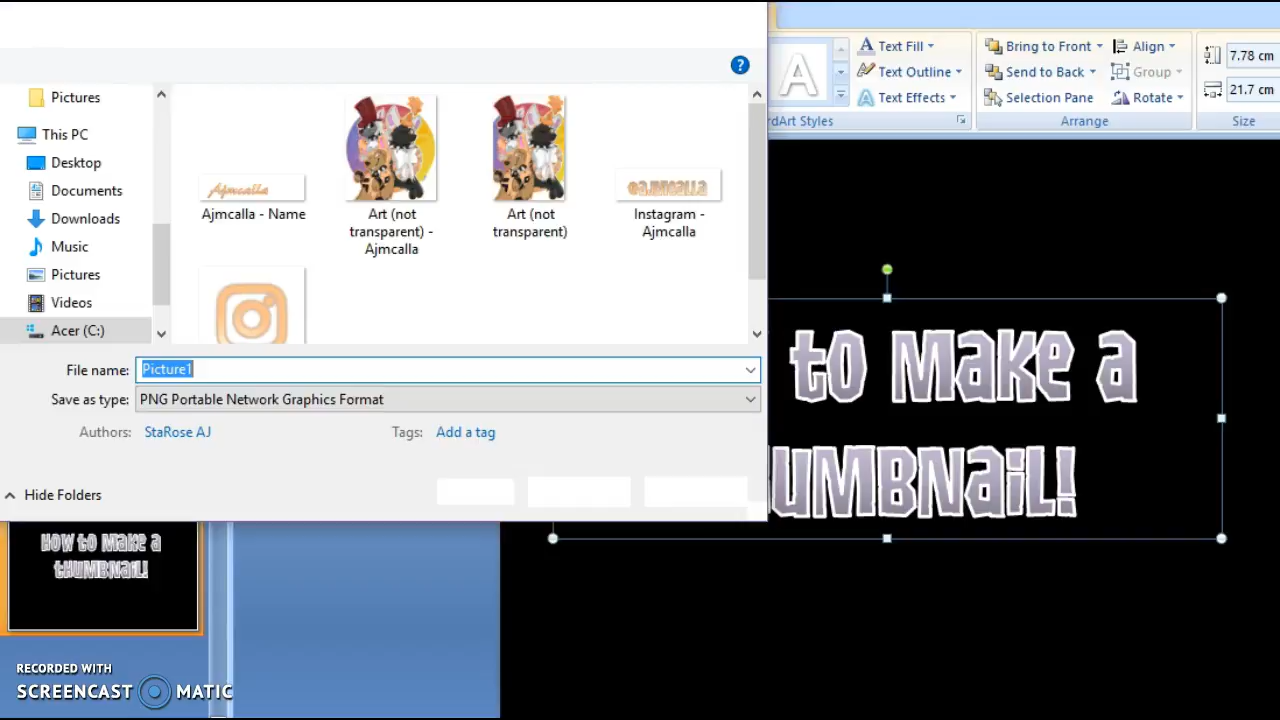 Pictures
This PC
Desktop
Documents
Downloads
Music
Pictures
Videos
Acer (C:)
Ajmcalla
Ajmcalla - Name
Art (not
transparent) -
Ajmcalla
Art (not
transparent)
@AJMCALLA
Instagram -
Ajmcalla
File name: Picture1
Save as type: PNG Portable Network Graphics Format
Authors: StaRose AJ Tags: Add a tag
Hide Folders
A
Text Fill
Text Outline
Text Effects
dArt Styles
Bring to Front
Send to Back
Selection Pane
Align
Group
Rotate
Arrange
7.78 cm
21.7 cm
Size
to Make a
UMBNaiL!
How to Make a
tHUMBNaiL!
RECORDED WITH
SCREENCAST MATIC